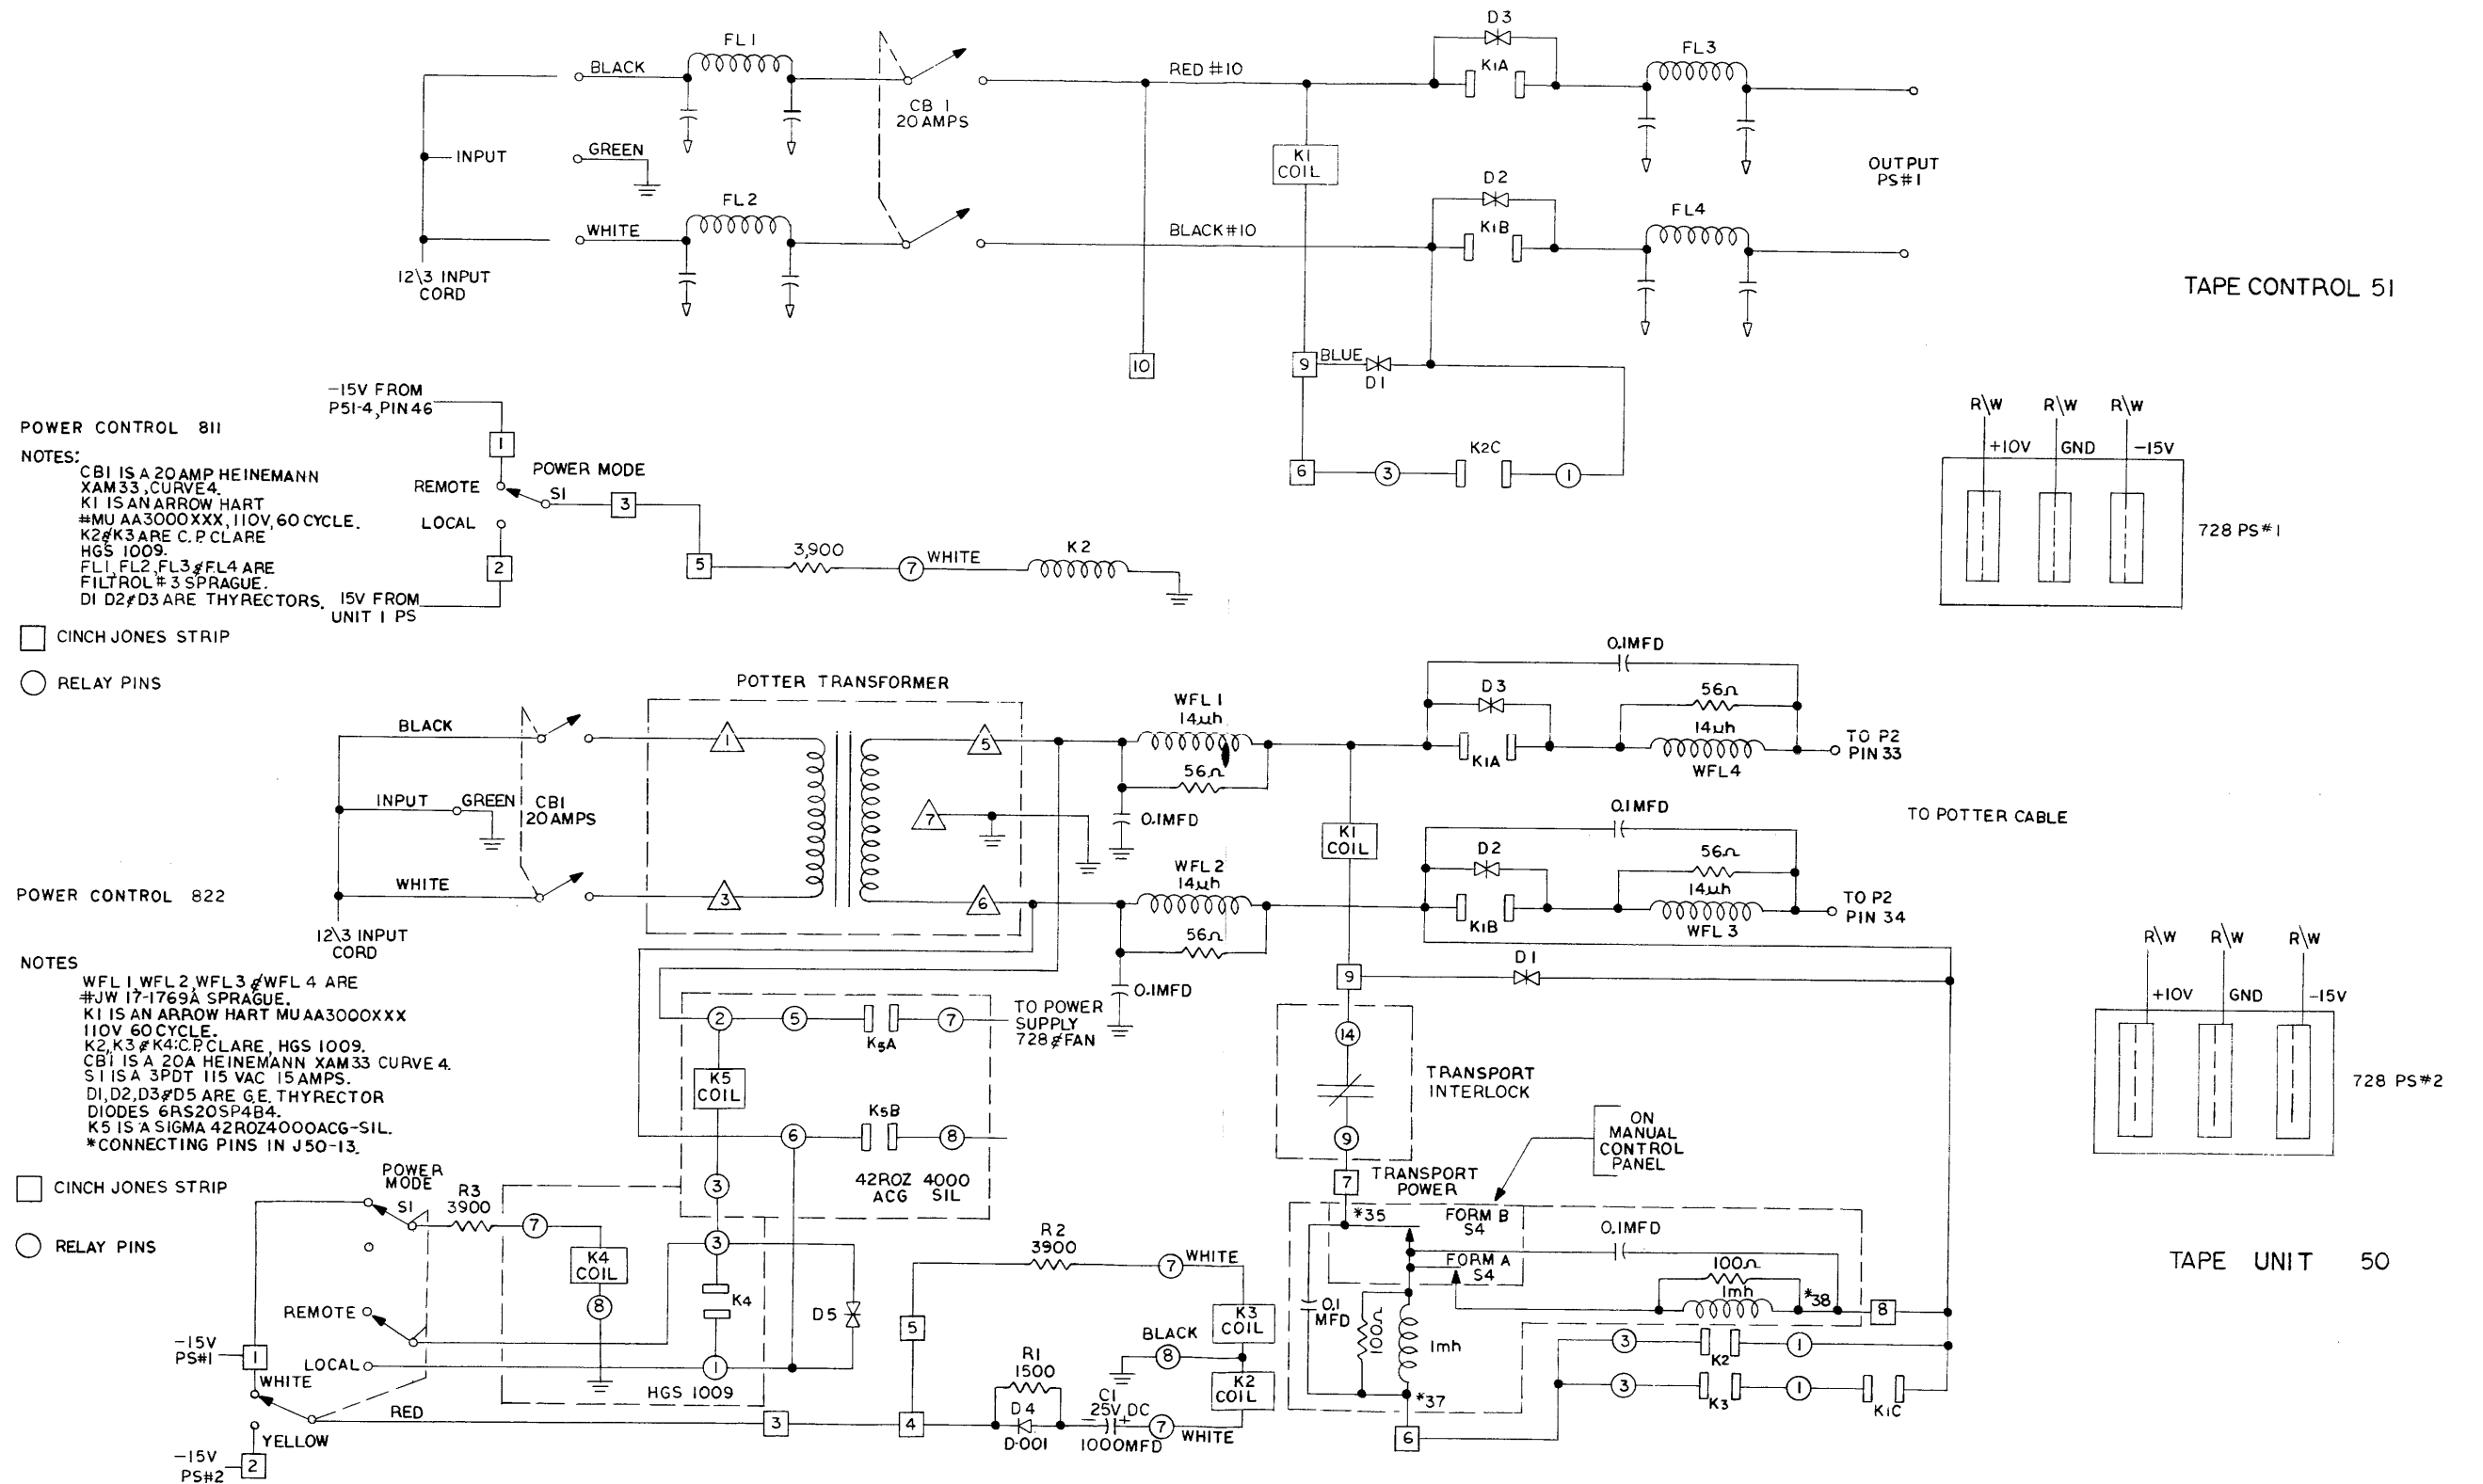 D3
FL 1
FL3
BLACK
RED #10
K1A
CB 1
20 AMPS
INPUT
GREEN
K1
COIL
OUTPUT
PS#1
D2
FL2
FL4
WHITE
BLACK#10
K1B
12\3 INPUT
CORD
TAPE CONTROL 51
10
9
BLUE
D1
-15V FROM
P51-4, PIN 46
R\W
R\W
R\W
POWER CONTROL 811
1
+10V
GND
-15V
NOTES:
CB1 IS A 20 AMP HEINEMANN
XAM33, CURVE 4.
K1 IS AN ARROW HART
#MU AA3000XXX, 110V, 60 CYCLE.
K2 & K3 ARE C.P. CLARE
HGS 1009.
FL1, FL2, FL3 & FL4 ARE
FILTROL #3 SPRAGUE.
D1 D2 & D3 ARE THYRECTORS.
POWER MODE
REMOTE
S1
3
LOCAL
2
15V FROM
UNIT 1 PS
6
3
K2C
1
728 PS#1
5
3,900
7
WHITE
K2
CINCH JONES STRIP
RELAY PINS
POTTER TRANSFORMER
0.1MFD
WFL 1
14µh
D3
56Ω
BLACK
1
5
14µh
TO P2
PIN 33
K1A
WFL4
56Ω
INPUT
GREEN
CB1
20 AMPS
7
0.1MFD
0.1MFD
TO POTTER CABLE
K1
COIL
D2
56Ω
WFL 2
14µh
14µh
POWER CONTROL 822
WHITE
3
6
TO P2
PIN 34
K1B
WFL 3
12\3 INPUT
CORD
56Ω
R\W
R\W
R\W
NOTES
WFL 1, WFL 2, WFL3 & WFL 4 ARE
#JW 17-1769A SPRAGUE.
K1 IS AN ARROW HART MU AA3000XXX
110V 60 CYCLE.
K2, K3 & K4: C.P. CLARE, HGS 1009.
CB1 IS A 20A HEINEMANN XAM33 CURVE 4.
S1 IS A 3PDT 115 VAC 15 AMPS.
D1, D2, D3 & D5 ARE G.E. THYRECTOR
DIODES 6RS20SP4B4.
K5 IS A SIGMA 42ROZ4000ACG-SIL.
*CONNECTING PINS IN J50-13.
9
D1
0.1MFD
+10V
GND
-15V
2
5
K5A
7
TO POWER
SUPPLY
728 & FAN
14
K5
COIL
TRANSPORT
INTERLOCK
728 PS#2
6
K5B
8
9
ON
MANUAL
CONTROL
PANEL
CINCH JONES STRIP
RELAY PINS
POWER
MODE
S1
R3
3900
7
3
42ROZ 4000
ACG SIL
7
TRANSPORT
POWER
*35
FORM B
S4
0.1MFD
FORM A
S4
K4
COIL
8
3
K4
D5
R2
3900
7
WHITE
TAPE UNIT 50
100Ω
1mh
*38
8
REMOTE
0.1
MFD
100Ω
1mh
5
K3
COIL
-15V
PS#1
1
LOCAL
1
BLACK
8
3
K2
1
WHITE
HGS 1009
R1
1500
K2
COIL
3
K3
1
K1C
RED
3
4
D4
D-001
C1
25V DC
- +
1000MFD
7
WHITE
*37
6
YELLOW
-15V
PS#2
2